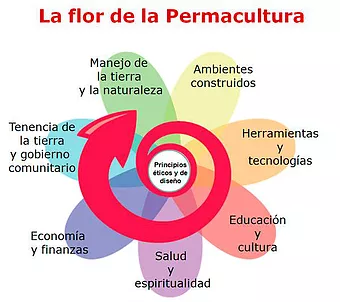 La flor de la Permacultura
Manejo de
la tierra
y la naturaleza
Ambientes
construidos
Herramientas
y
tecnologías
Educación
y
cultura
Salud
y
espiritualidad
Economía
y finanzas
Tenencia de
la tierra
y gobierno
comunitario
Principios
éticos y de
diseño